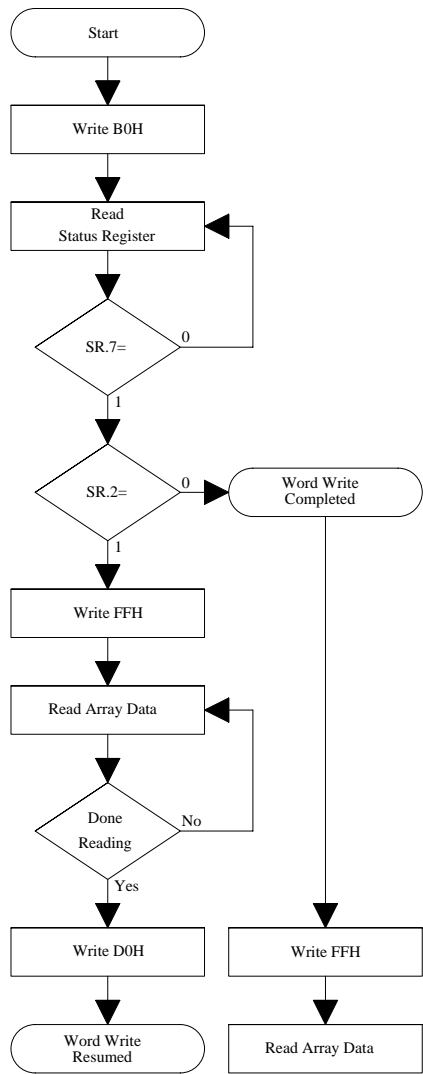 Start
Write B0H
Read
Status Register
SR.7=
0
1
SR.2=
0
Word Write
Completed
1
Write FFH
Read Array Data
Done
Reading
No
Yes
Write D0H
Write FFH
Word Write
Resumed
Read Array Data